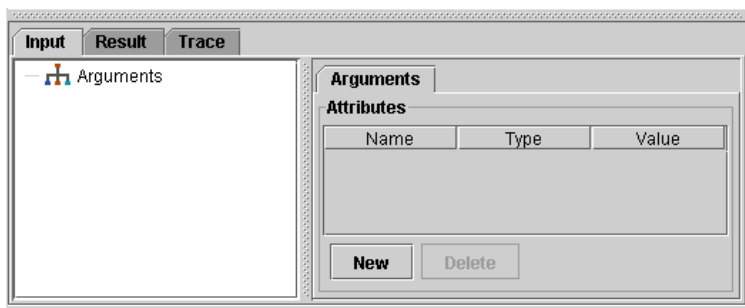 Input Result Trace
Arguments
Arguments
Attributes
Name Type Value
New Delete